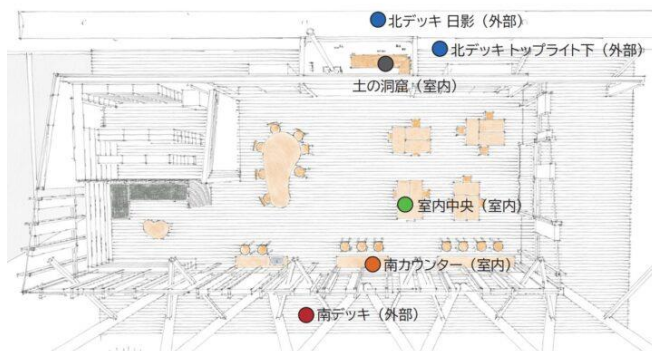 北デッキ 日影（外部）
北デッキ トップライト下（外部）
土の洞窟（室内）
室内中央（室内）
南カウンター（室内）
南デッキ（外部）